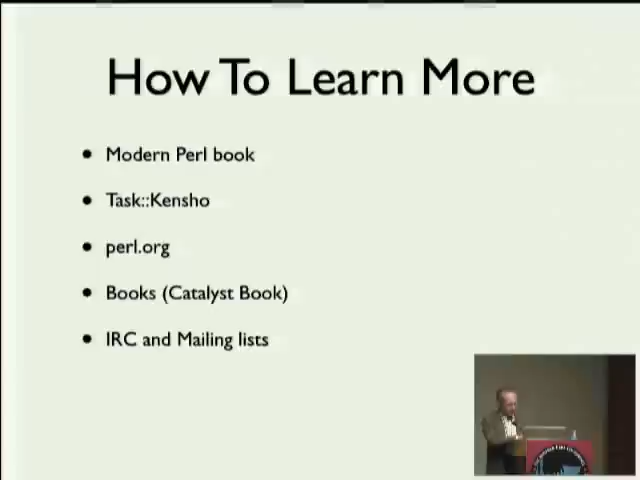 How To Learn More
Modern Perl book
Task::Kensho
perl.org
Books (Catalyst Book)
IRC and Mailing lists